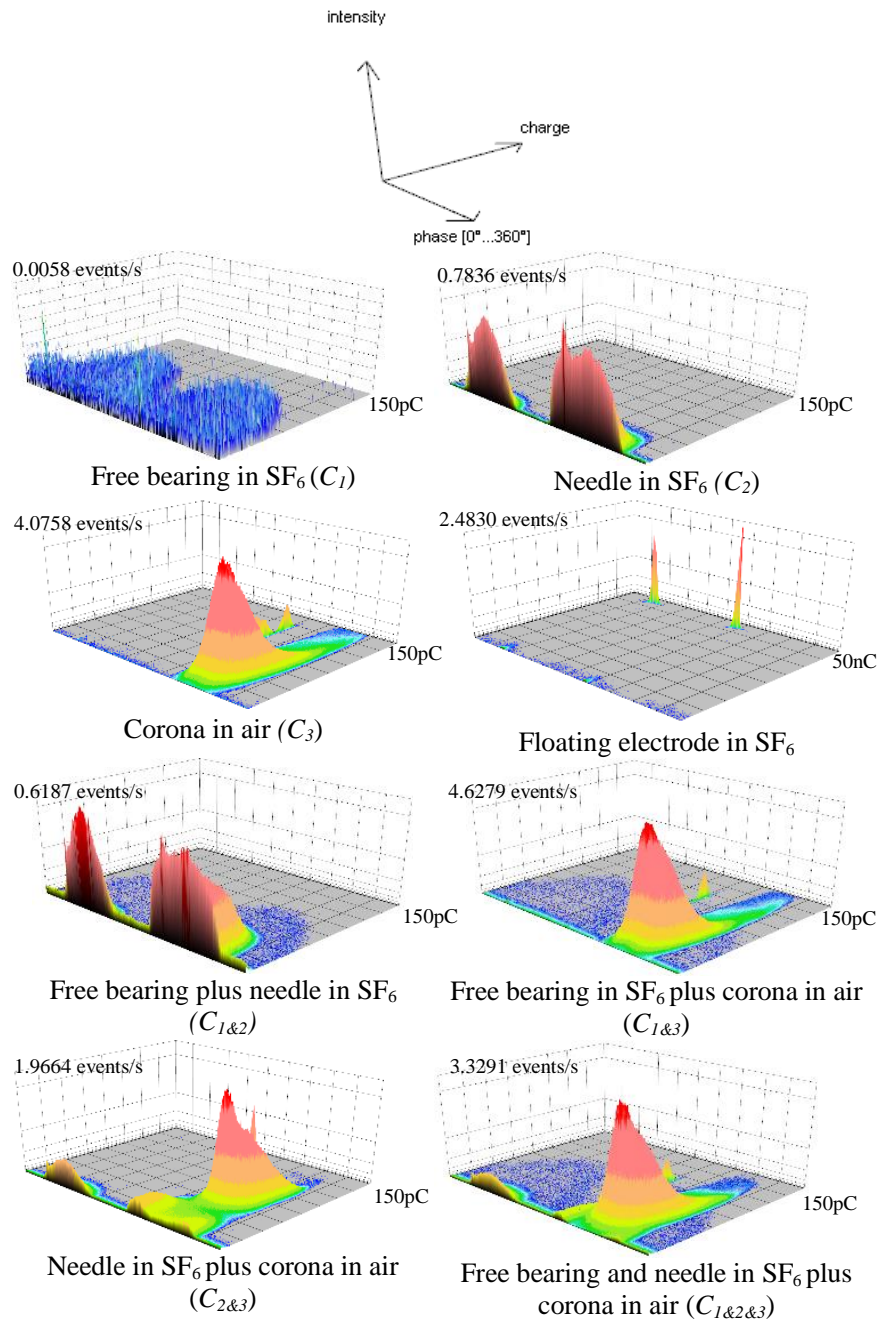 intensity
charge
phase [0°...360°]
0.0058 events/s
150pC
Free bearing in SF₆ (C₁)
0.7836 events/s
150pC
Needle in SF₆ (C₂)
4.0758 events/s
150pC
Corona in air (C₃)
2.4830 events/s
50nC
Floating electrode in SF₆
0.6187 events/s
150pC
Free bearing plus needle in SF₆
(C₁&₂)
4.6279 events/s
150pC
Free bearing in SF₆ plus corona in air
(C₁&₃)
1.9664 events/s
150pC
Needle in SF₆ plus corona in air
(C₂&₃)
3.3291 events/s
150pC
Free bearing and needle in SF₆ plus
corona in air (C₁&₂&₃)